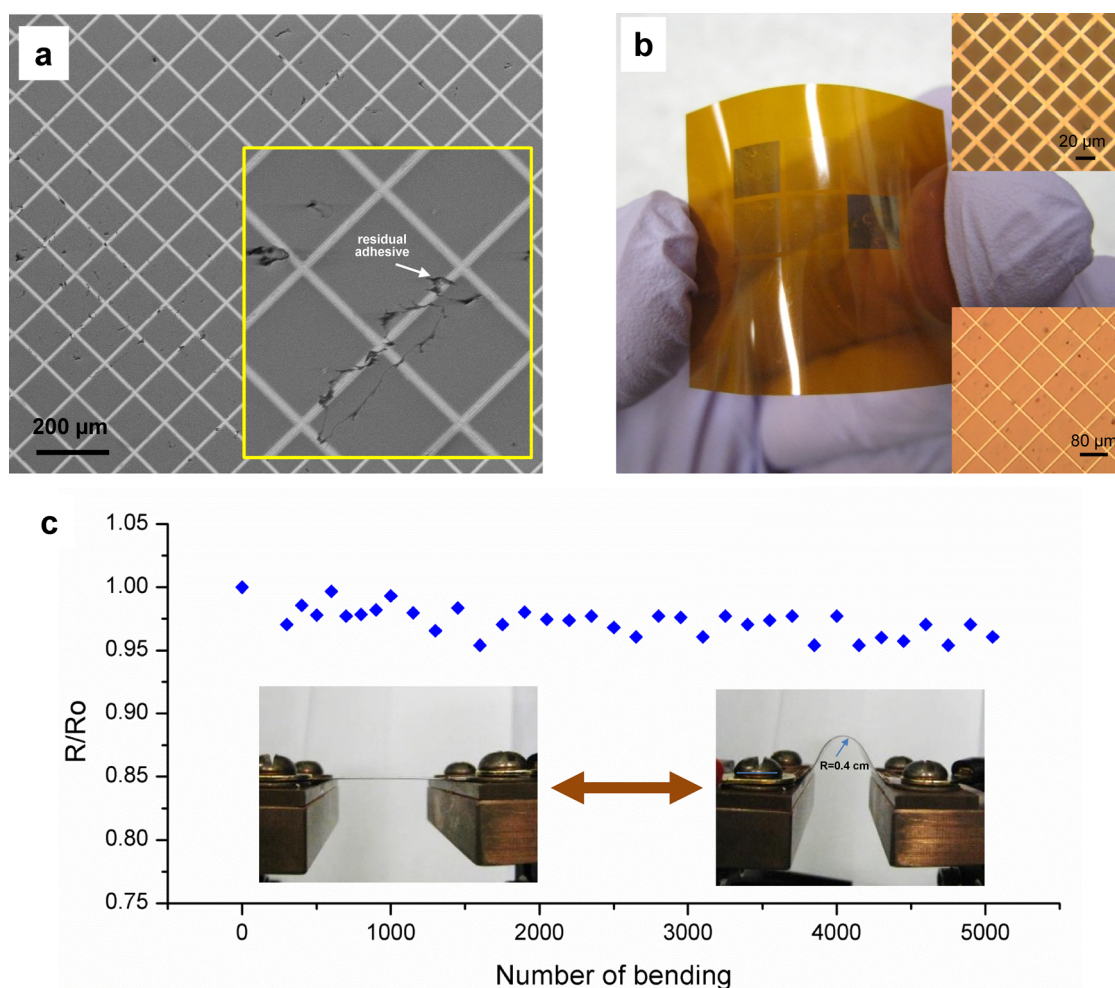 a
residual
adhesive
200 µm
b
20 µm
80 µm
c
1.05
1.00
0.95
0.90
0.85
0.80
0.75
R/Ro
R=0.4 cm
0
1000
2000
3000
4000
5000
Number of bending